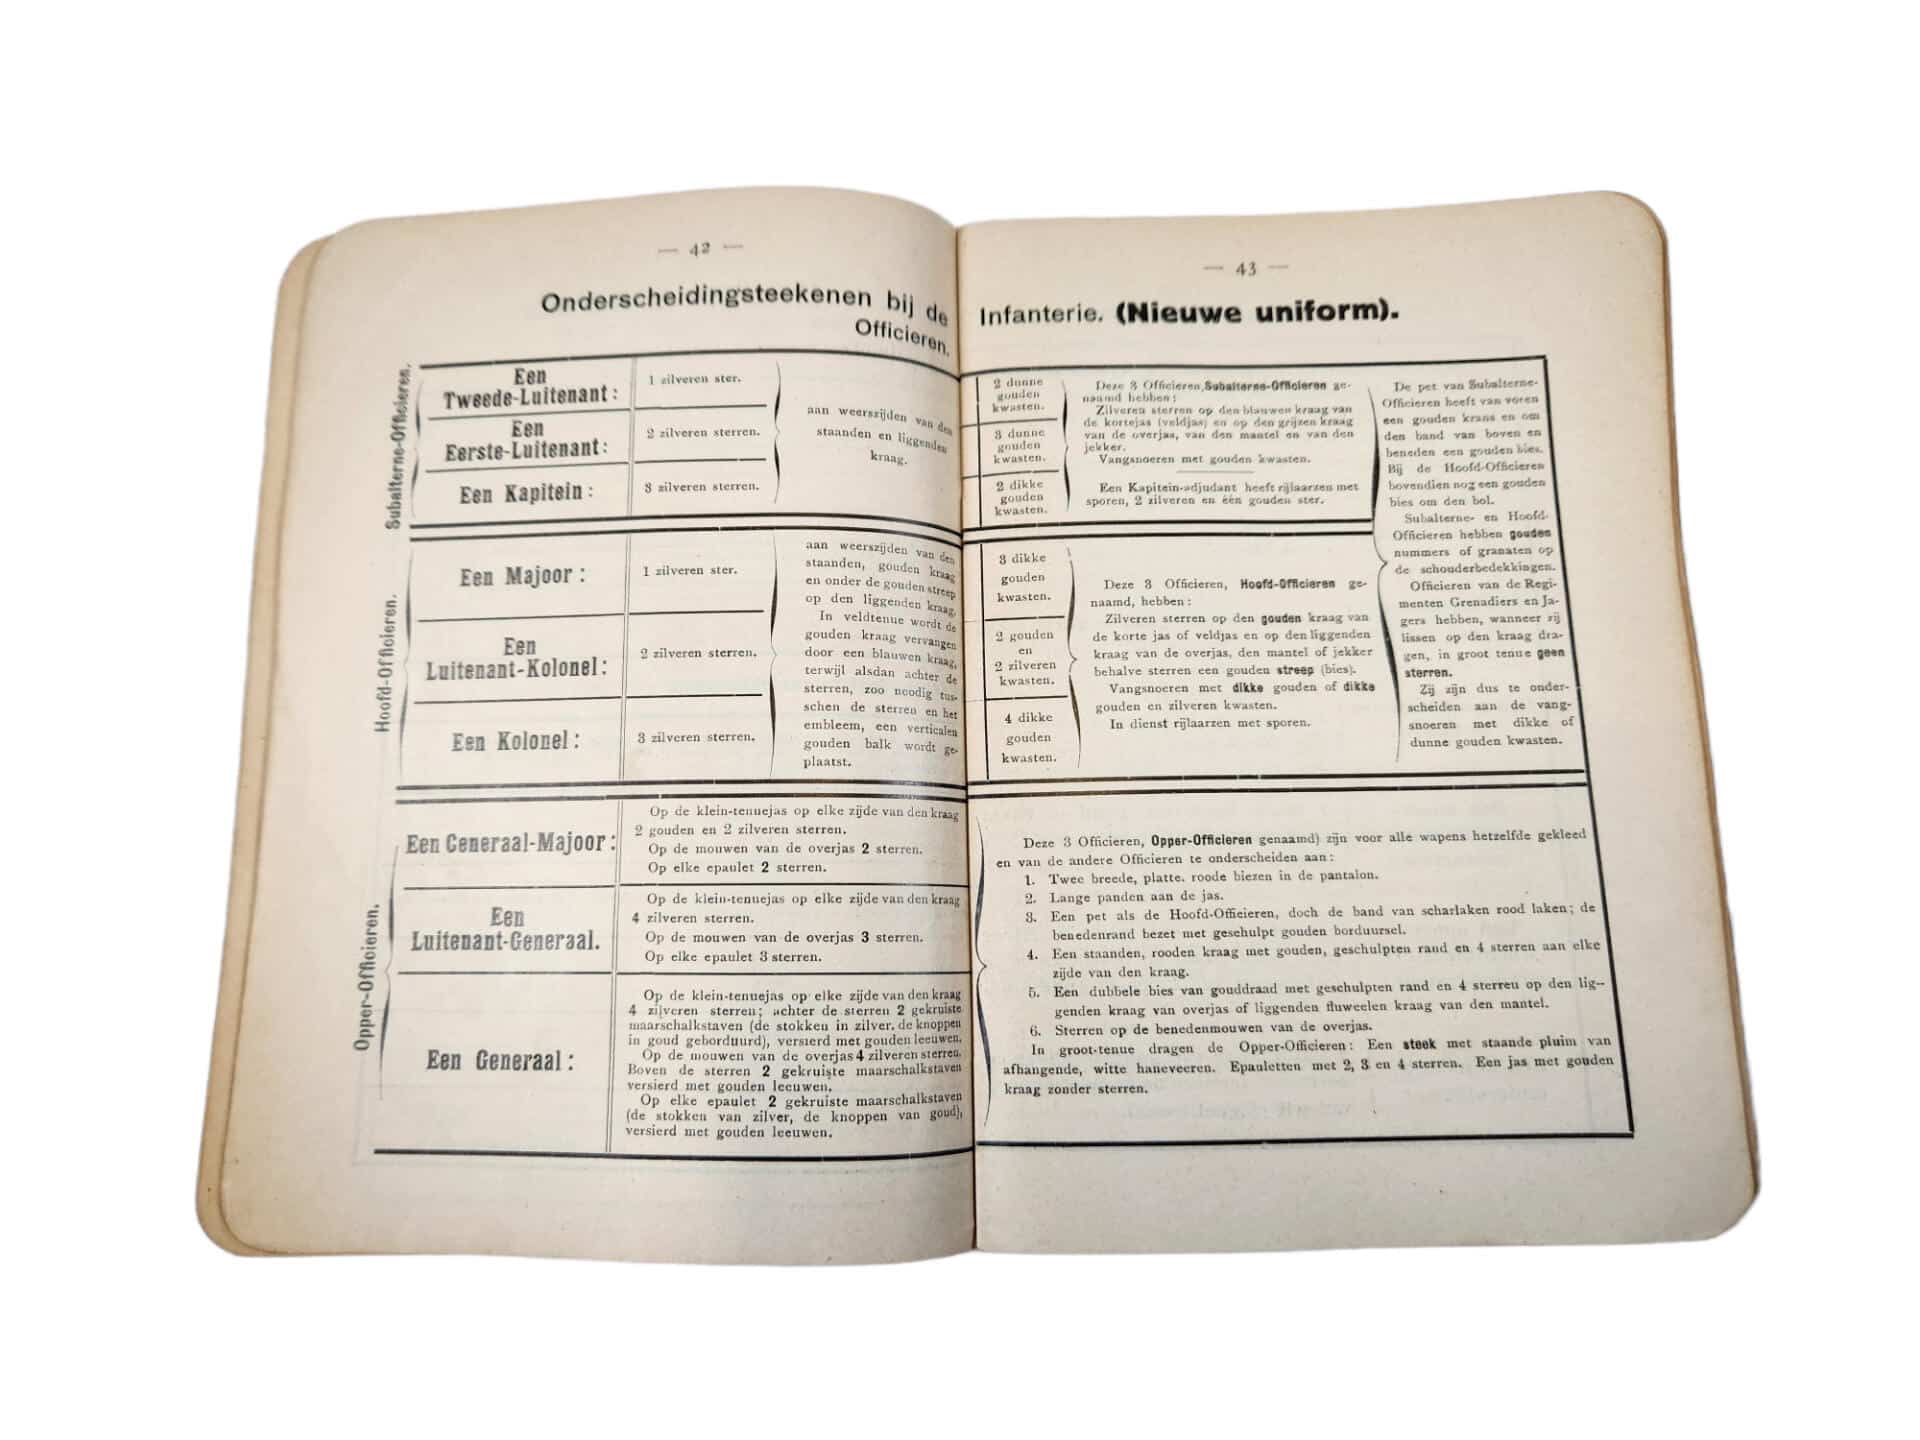 — 42 —
Onderscheidingsteekenen bij de
Officieren.
Subalterne-Officieren.
Een
Tweede-Luitenant:
1 zilveren ster.
Een
Eerste-Luitenant:
2 zilveren sterren.
Een Kapitein:
3 zilveren sterren.
aan weerszijden van den
staanden en liggenden
kraag.
Hoofd-Officieren.
Een Majoor:
1 zilveren ster.
Een
Luitenant-Kolonel:
2 zilveren sterren.
Een Kolonel:
3 zilveren sterren.
aan weerszijden van den
staanden, gouden kraag
en onder de gouden streep
op den liggenden kraag.
In veldtenue wordt de
gouden kraag vervangen
door een blauwen kraag,
terwijl alsdan achter de
sterren, zoo noodig tus-
schen de sterren en het
embleem, een verticalen
gouden balk wordt ge-
plaatst.
Opper-Officieren.
Een Generaal-Majoor:
Op de klein-tenuejas op elke zijde van den kraag
2 gouden en 2 zilveren sterren.
Op de mouwen van de overjas 2 sterren.
Op elke epaulet 2 sterren.
Een
Luitenant-Generaal.
Op de klein-tenuejas op elke zijde van den kraag
4 zilveren sterren.
Op de mouwen van de overjas 3 sterren.
Op elke epaulet 3 sterren.
Een Generaal:
Op de klein-tenuejas op elke zijde van den kraag
4 zilveren sterren; achter de sterren 2 gekruiste
maarschalkstaven (de stokken in zilver, de knoppen
in goud geborduurd), versierd met gouden leeuwen.
Op de mouwen van de overjas 4 zilveren sterren.
Boven de sterren 2 gekruiste maarschalkstaven
versierd met gouden leeuwen.
Op elke epaulet 2 gekruiste maarschalkstaven
(de stokken van zilver, de knoppen van goud),
versierd met gouden leeuwen.
— 43 —
Infanterie. (Nieuwe uniform).
2 dunne
gouden
kwasten.
3 dunne
gouden
kwasten.
2 dikke
gouden
kwasten.
Deze 3 Officieren, Subalterne-Officieren ge-
naamd hebben:
Zilveren sterren op den blauwen kraag van
de kortejas (veldjas) en op den grijzen kraag
van de overjas, van den mantel en van den
jekker.
Vangsnoeren met gouden kwasten.
Een Kapitein-adjudant heeft rijlaarzen met
sporen, 2 zilveren en één gouden ster.
3 dikke
gouden
kwasten.
2 gouden
en
2 zilveren
kwasten.
4 dikke
gouden
kwasten.
Deze 3 Officieren, Hoofd-Officieren ge-
naamd, hebben:
Zilveren sterren op den gouden kraag van
de korte jas of veldjas en op den liggenden
kraag van de overjas, den mantel of jekker
behalve sterren een gouden streep (bies).
Vangsnoeren met dikke gouden of dikke
gouden en zilveren kwasten.
In dienst rijlaarzen met sporen.
De pet van Subalterne-
Officieren heeft van voren
een gouden krans en om
den band van boven en
beneden een gouden bies.
Bij de Hoofd-Officieren
bovendien nog een gouden
bies om den bol.
Subalterne- en Hoofd-
Officieren hebben gouden
nummers of granaten op
de schouderbedekkingen.
Officieren van de Regi-
menten Grenadiers en Ja-
gers hebben, wanneer zij
lissen op den kraag dra-
gen, in groot tenue geen
sterren.
Zij zijn dus te onder-
scheiden aan de vang-
snoeren met dikke of
dunne gouden kwasten.
Deze 3 Officieren, Opper-Officieren genaamd) zijn voor alle wapens hetzelfde gekleed
en van de andere Officieren te onderscheiden aan:
1. Twee breede, platte. roode biezen in de pantalon.
2. Lange panden aan de jas.
3. Een pet als de Hoofd-Officieren, doch de band van scharlaken rood laken; de
benedenrand bezet met geschulpt gouden borduursel.
4. Een staanden, rooden kraag met gouden, geschulpten rand en 4 sterren aan elke
zijde van den kraag.
5. Een dubbele bies van gouddraad met geschulpten rand en 4 sterreu op den lig--
genden kraag van overjas of liggenden fluweelen kraag van den mantel.
6. Sterren op de benedenmouwen van de overjas.
In groot-tenue dragen de Opper-Officieren: Een steek met staande pluim van
afhangende, witte haneveeren. Epauletten met 2, 3 en 4 sterren. Een jas met gouden
kraag zonder sterren.